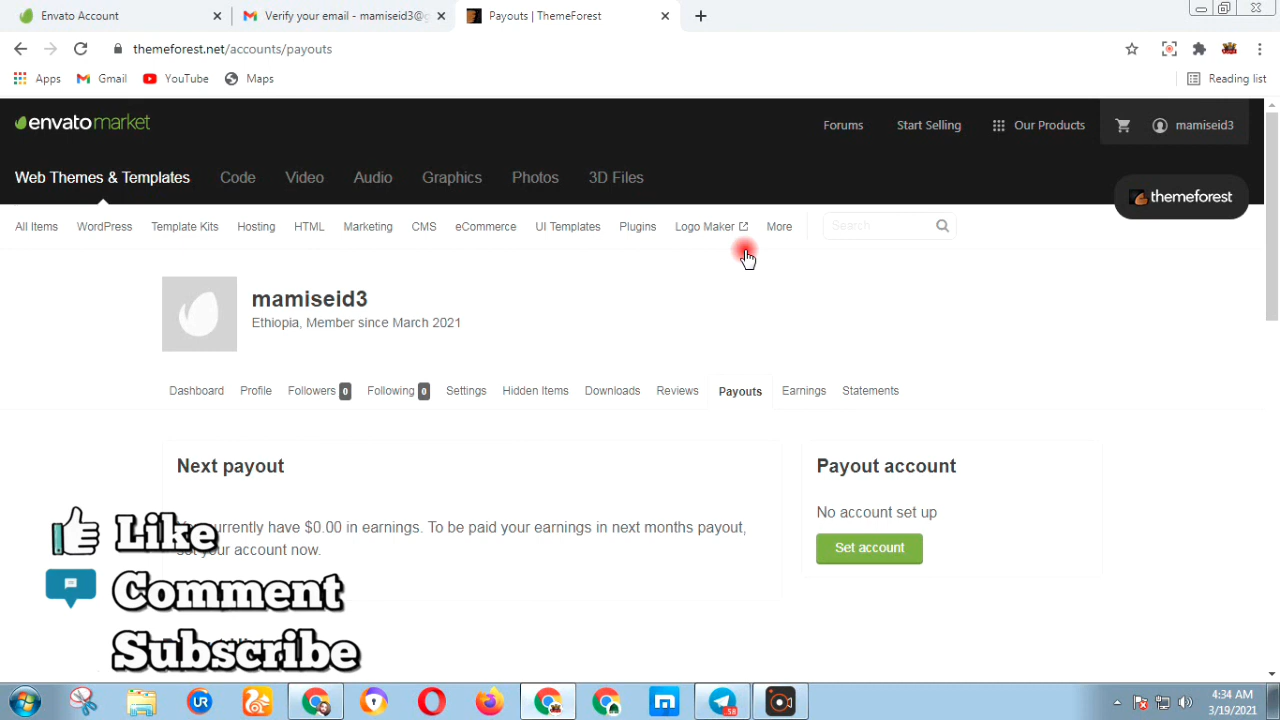 Envato Account
Verify your email - mamiseid3@g
Payouts | ThemeForest
themeforest.net/accounts/payouts
Apps
Gmail
YouTube
Maps
Reading list
envato market
Forums
Start Selling
Our Products
mamiseid3
Web Themes & Templates
Code
Video
Audio
Graphics
Photos
3D Files
themeforest
All Items
WordPress
Template Kits
Hosting
HTML
Marketing
CMS
eCommerce
UI Templates
Plugins
Logo Maker
More
Search
mamiseid3
Ethiopia, Member since March 2021
Dashboard
Profile
Followers 0
Following 0
Settings
Hidden Items
Downloads
Reviews
Payouts
Earnings
Statements
Next payout
currently have $0.00 in earnings. To be paid your earnings in next months payout,
your account now.
Payout account
No account set up
Set account
Like
Comment
Subscribe
UR
58
4:34 AM
3/19/2021